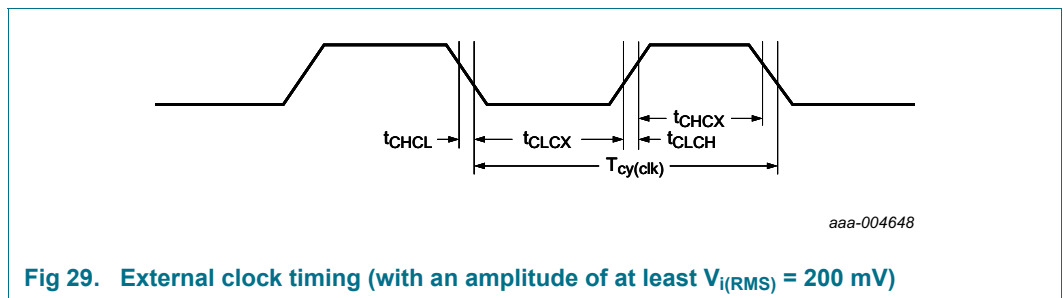 tCHCX
tCHCL tCLCX tCLCH
Tcy(clk)
aaa-004648
Fig 29. External clock timing (with an amplitude of at least Vi(RMS) = 200 mV)